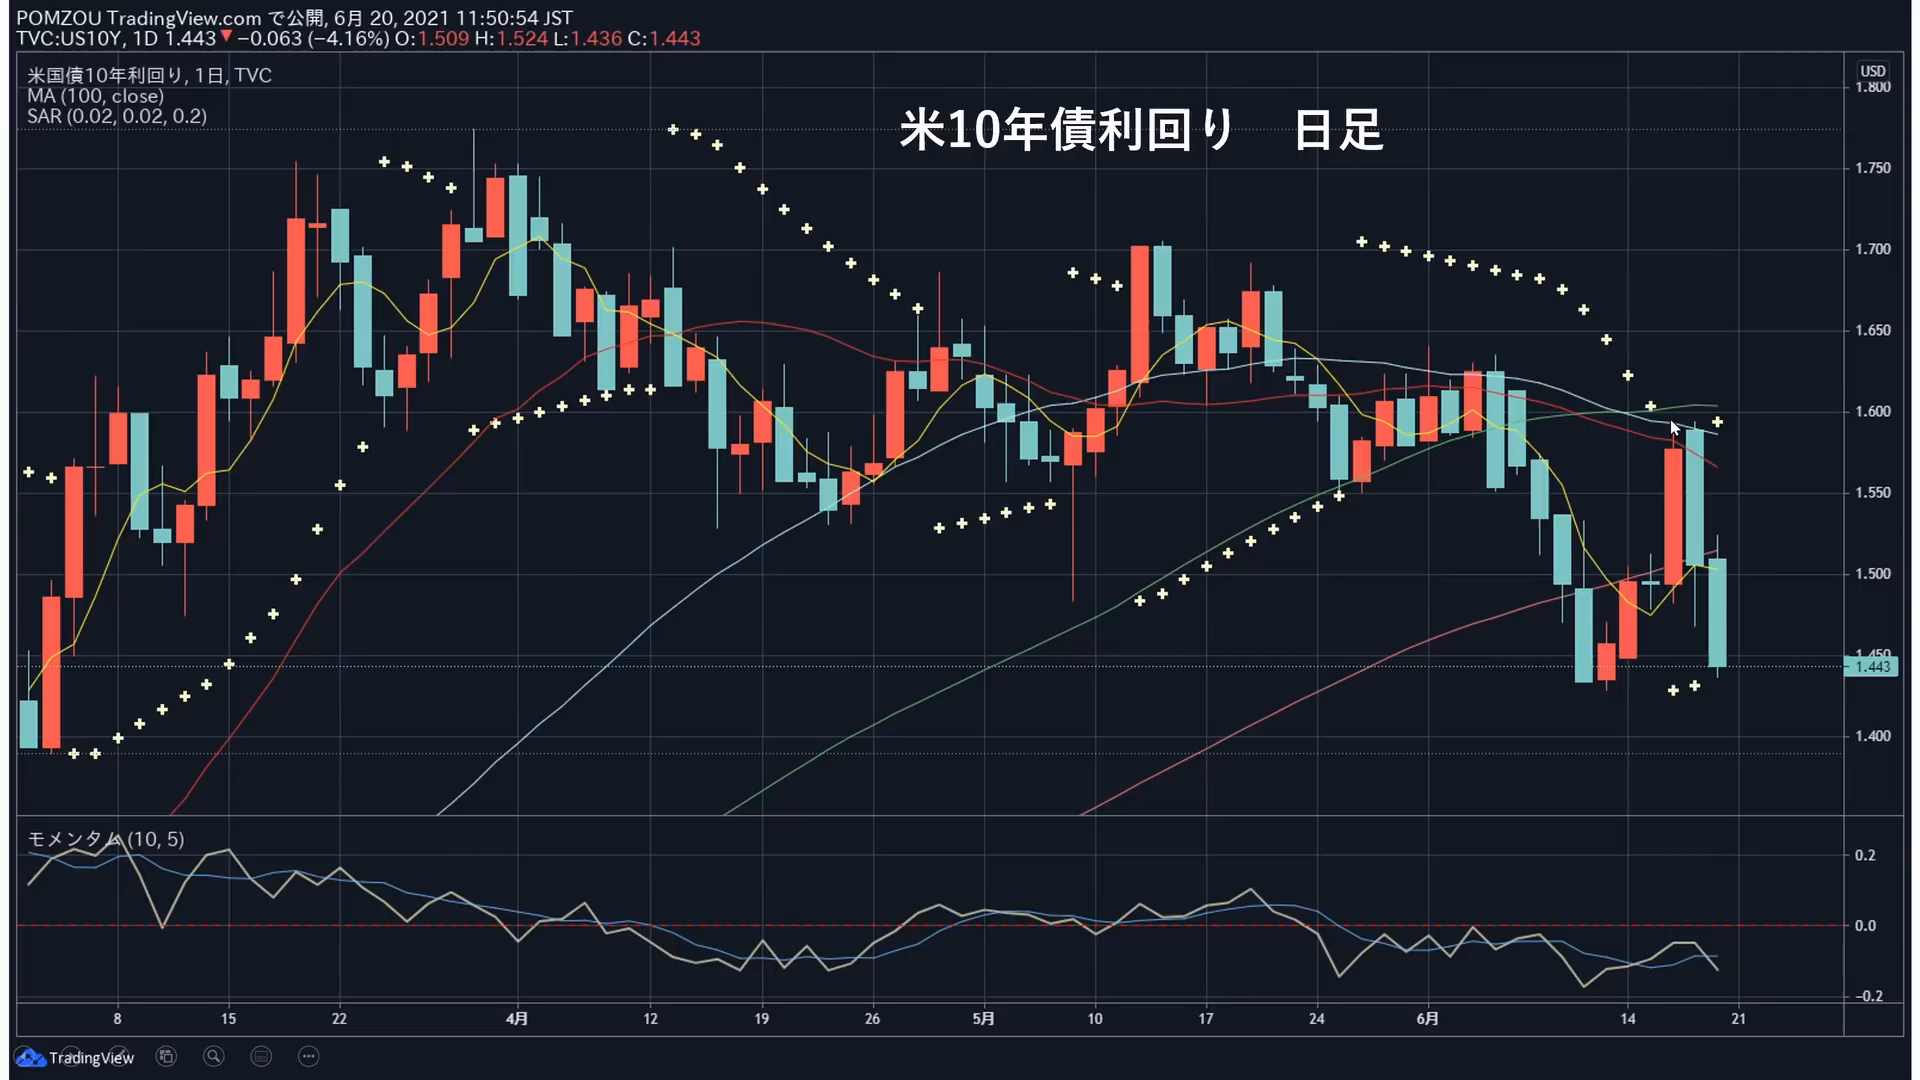 POMZOU TradingView.com で公開, 6月 20, 2021 11:50:54 JST
TVC:US10Y, 1D 1.443▼−0.063 (−4.16%) O:1.509 H:1.524 L:1.436 C:1.443
米国債10年利回り, 1日, TVC
MA (100, close)
SAR (0.02, 0.02, 0.2)
米10年債利回り 日足
USD
1.800
1.750
1.700
1.650
1.600
1.550
1.500
1.450
1.443
1.400
モメンタム (10, 5)
0.2
0.0
−0.2
8 15 22 4月 12 19 26 5月 10 17 24 6月 14 21
TradingView